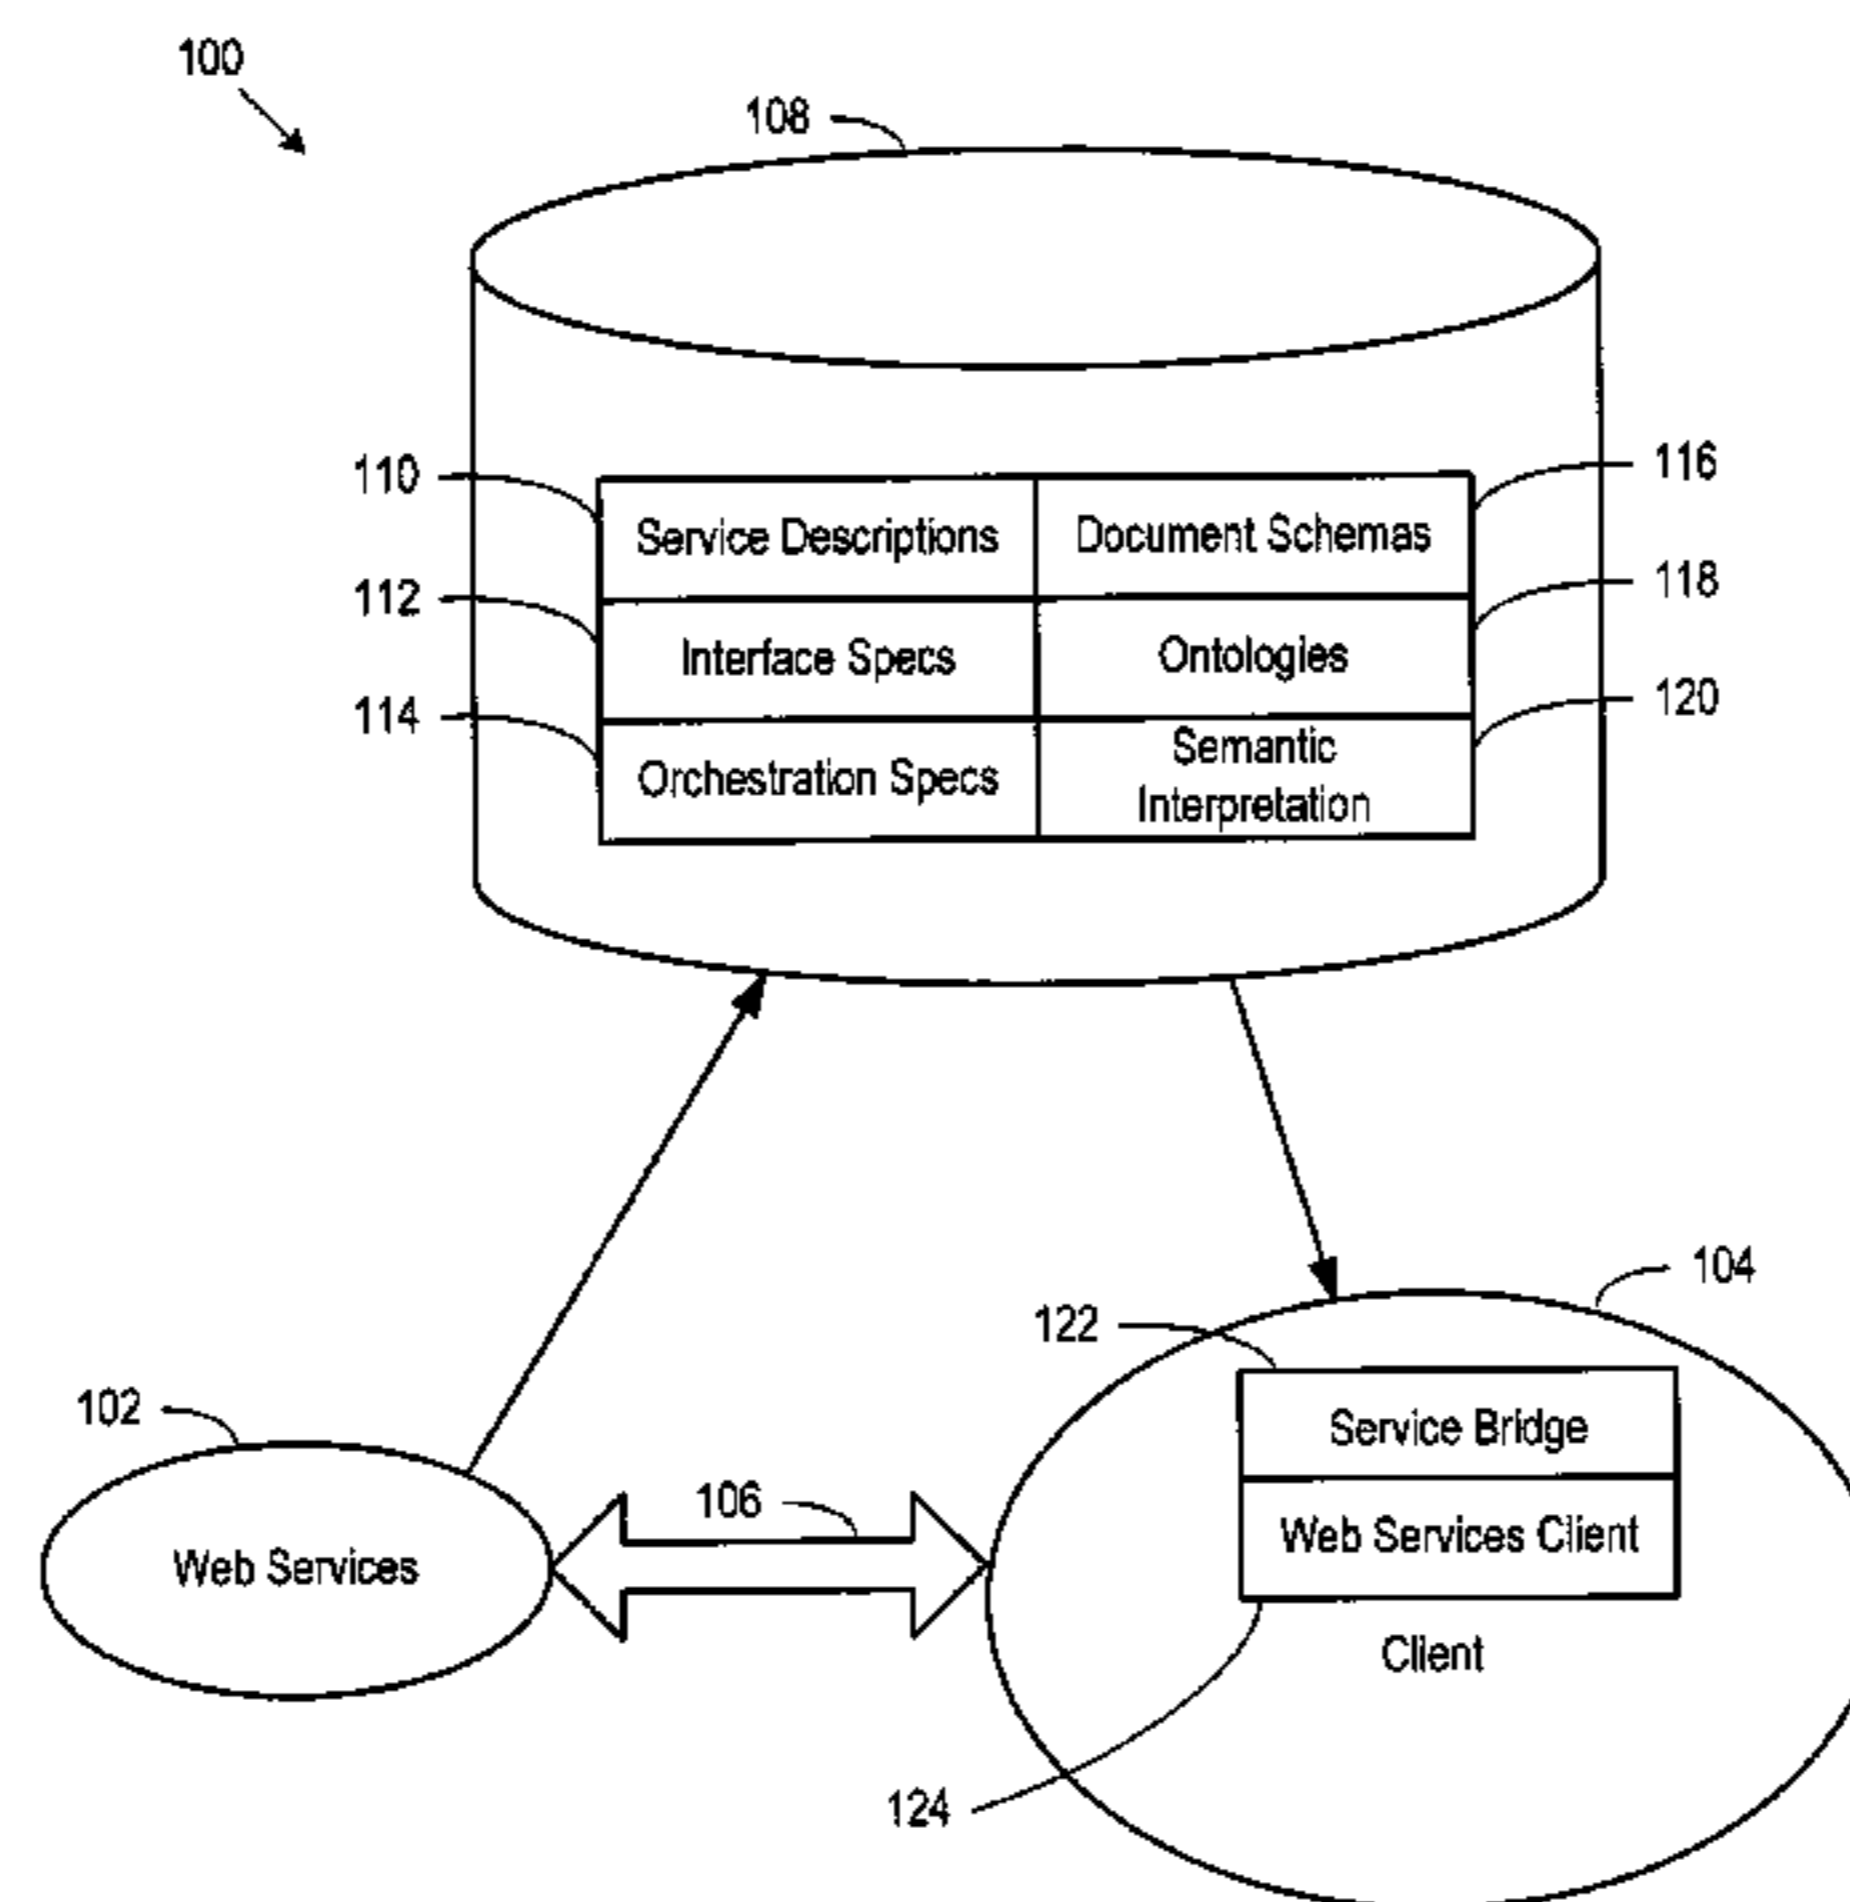 100
108
110
116
Service Descriptions
Document Schemas
112
118
Interface Specs
Ontologies
114
120
Orchestration Specs
Semantic
Interpretation
104
122
Service Bridge
102
106
Web Services Client
Web Services
Client
124